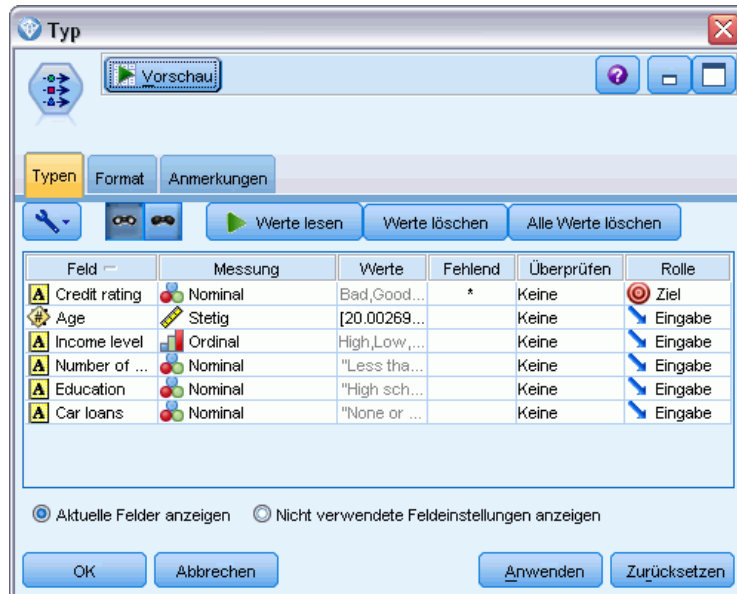 Typ
Vorschau
Typen Format Anmerkungen
Werte lesen Werte löschen Alle Werte löschen
Feld Messung Werte Fehlend Überprüfen Rolle
A Credit rating Nominal Bad,Good... * Keine Ziel
# Age Stetig [20.00269... Keine Eingabe
A Income level Ordinal High,Low,... Keine Eingabe
A Number of ... Nominal "Less tha... Keine Eingabe
A Education Nominal "High sch... Keine Eingabe
A Car loans Nominal "None or ... Keine Eingabe
Aktuelle Felder anzeigen Nicht verwendete Feldeinstellungen anzeigen
OK Abbrechen Anwenden Zurücksetzen